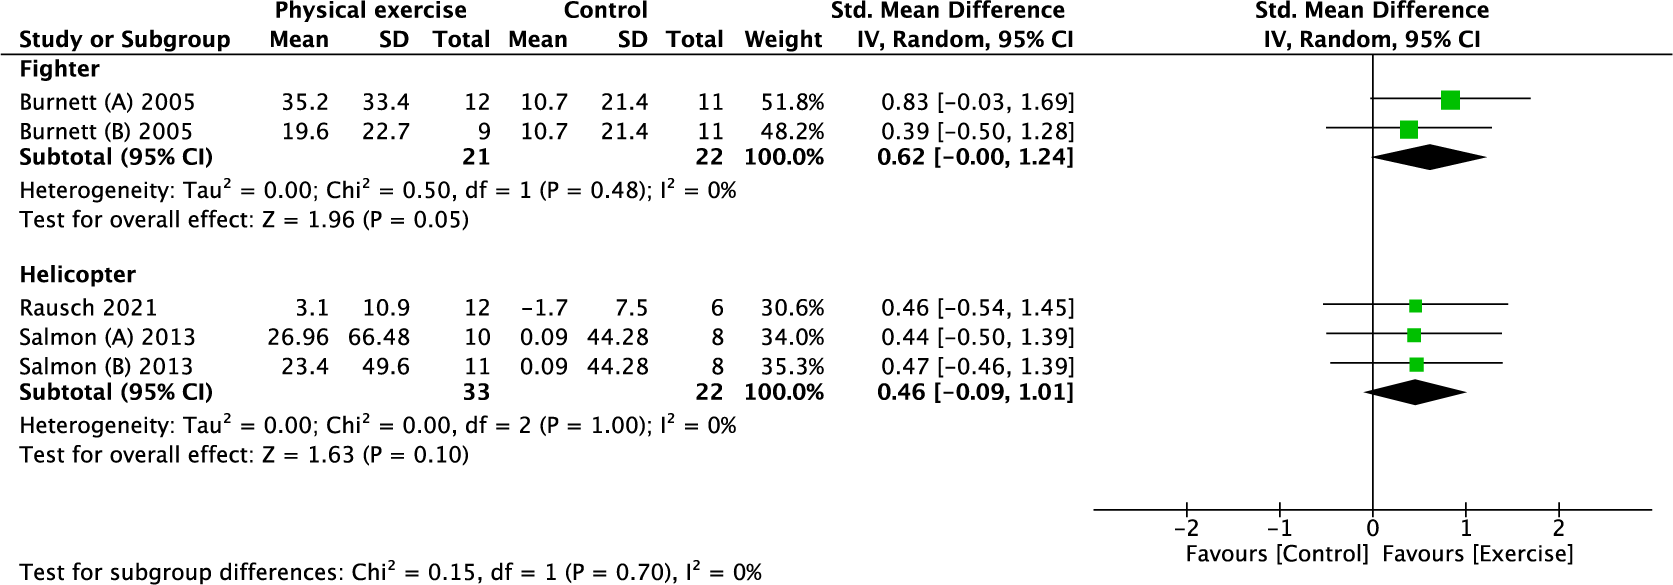 Physical exercise Control Std. Mean Difference Std. Mean Difference
Study or Subgroup Mean SD Total Mean SD Total Weight IV, Random, 95% CI IV, Random, 95% CI
Fighter
Burnett (A) 2005 35.2 33.4 12 10.7 21.4 11 51.8% 0.83 [-0.03, 1.69]
Burnett (B) 2005 19.6 22.7 9 10.7 21.4 11 48.2% 0.39 [-0.50, 1.28]
Subtotal (95% CI) 21 22 100.0% 0.62 [-0.00, 1.24]
Heterogeneity: Tau² = 0.00; Chi² = 0.50, df = 1 (P = 0.48); I² = 0%
Test for overall effect: Z = 1.96 (P = 0.05)
Helicopter
Rausch 2021 3.1 10.9 12 -1.7 7.5 6 30.6% 0.46 [-0.54, 1.45]
Salmon (A) 2013 26.96 66.48 10 0.09 44.28 8 34.0% 0.44 [-0.50, 1.39]
Salmon (B) 2013 23.4 49.6 11 0.09 44.28 8 35.3% 0.47 [-0.46, 1.39]
Subtotal (95% CI) 33 22 100.0% 0.46 [-0.09, 1.01]
Heterogeneity: Tau² = 0.00; Chi² = 0.00, df = 2 (P = 1.00); I² = 0%
Test for overall effect: Z = 1.63 (P = 0.10)
-2 -1 0 1 2
Favours [Control] Favours [Exercise]
Test for subgroup differences: Chi² = 0.15, df = 1 (P = 0.70), I² = 0%